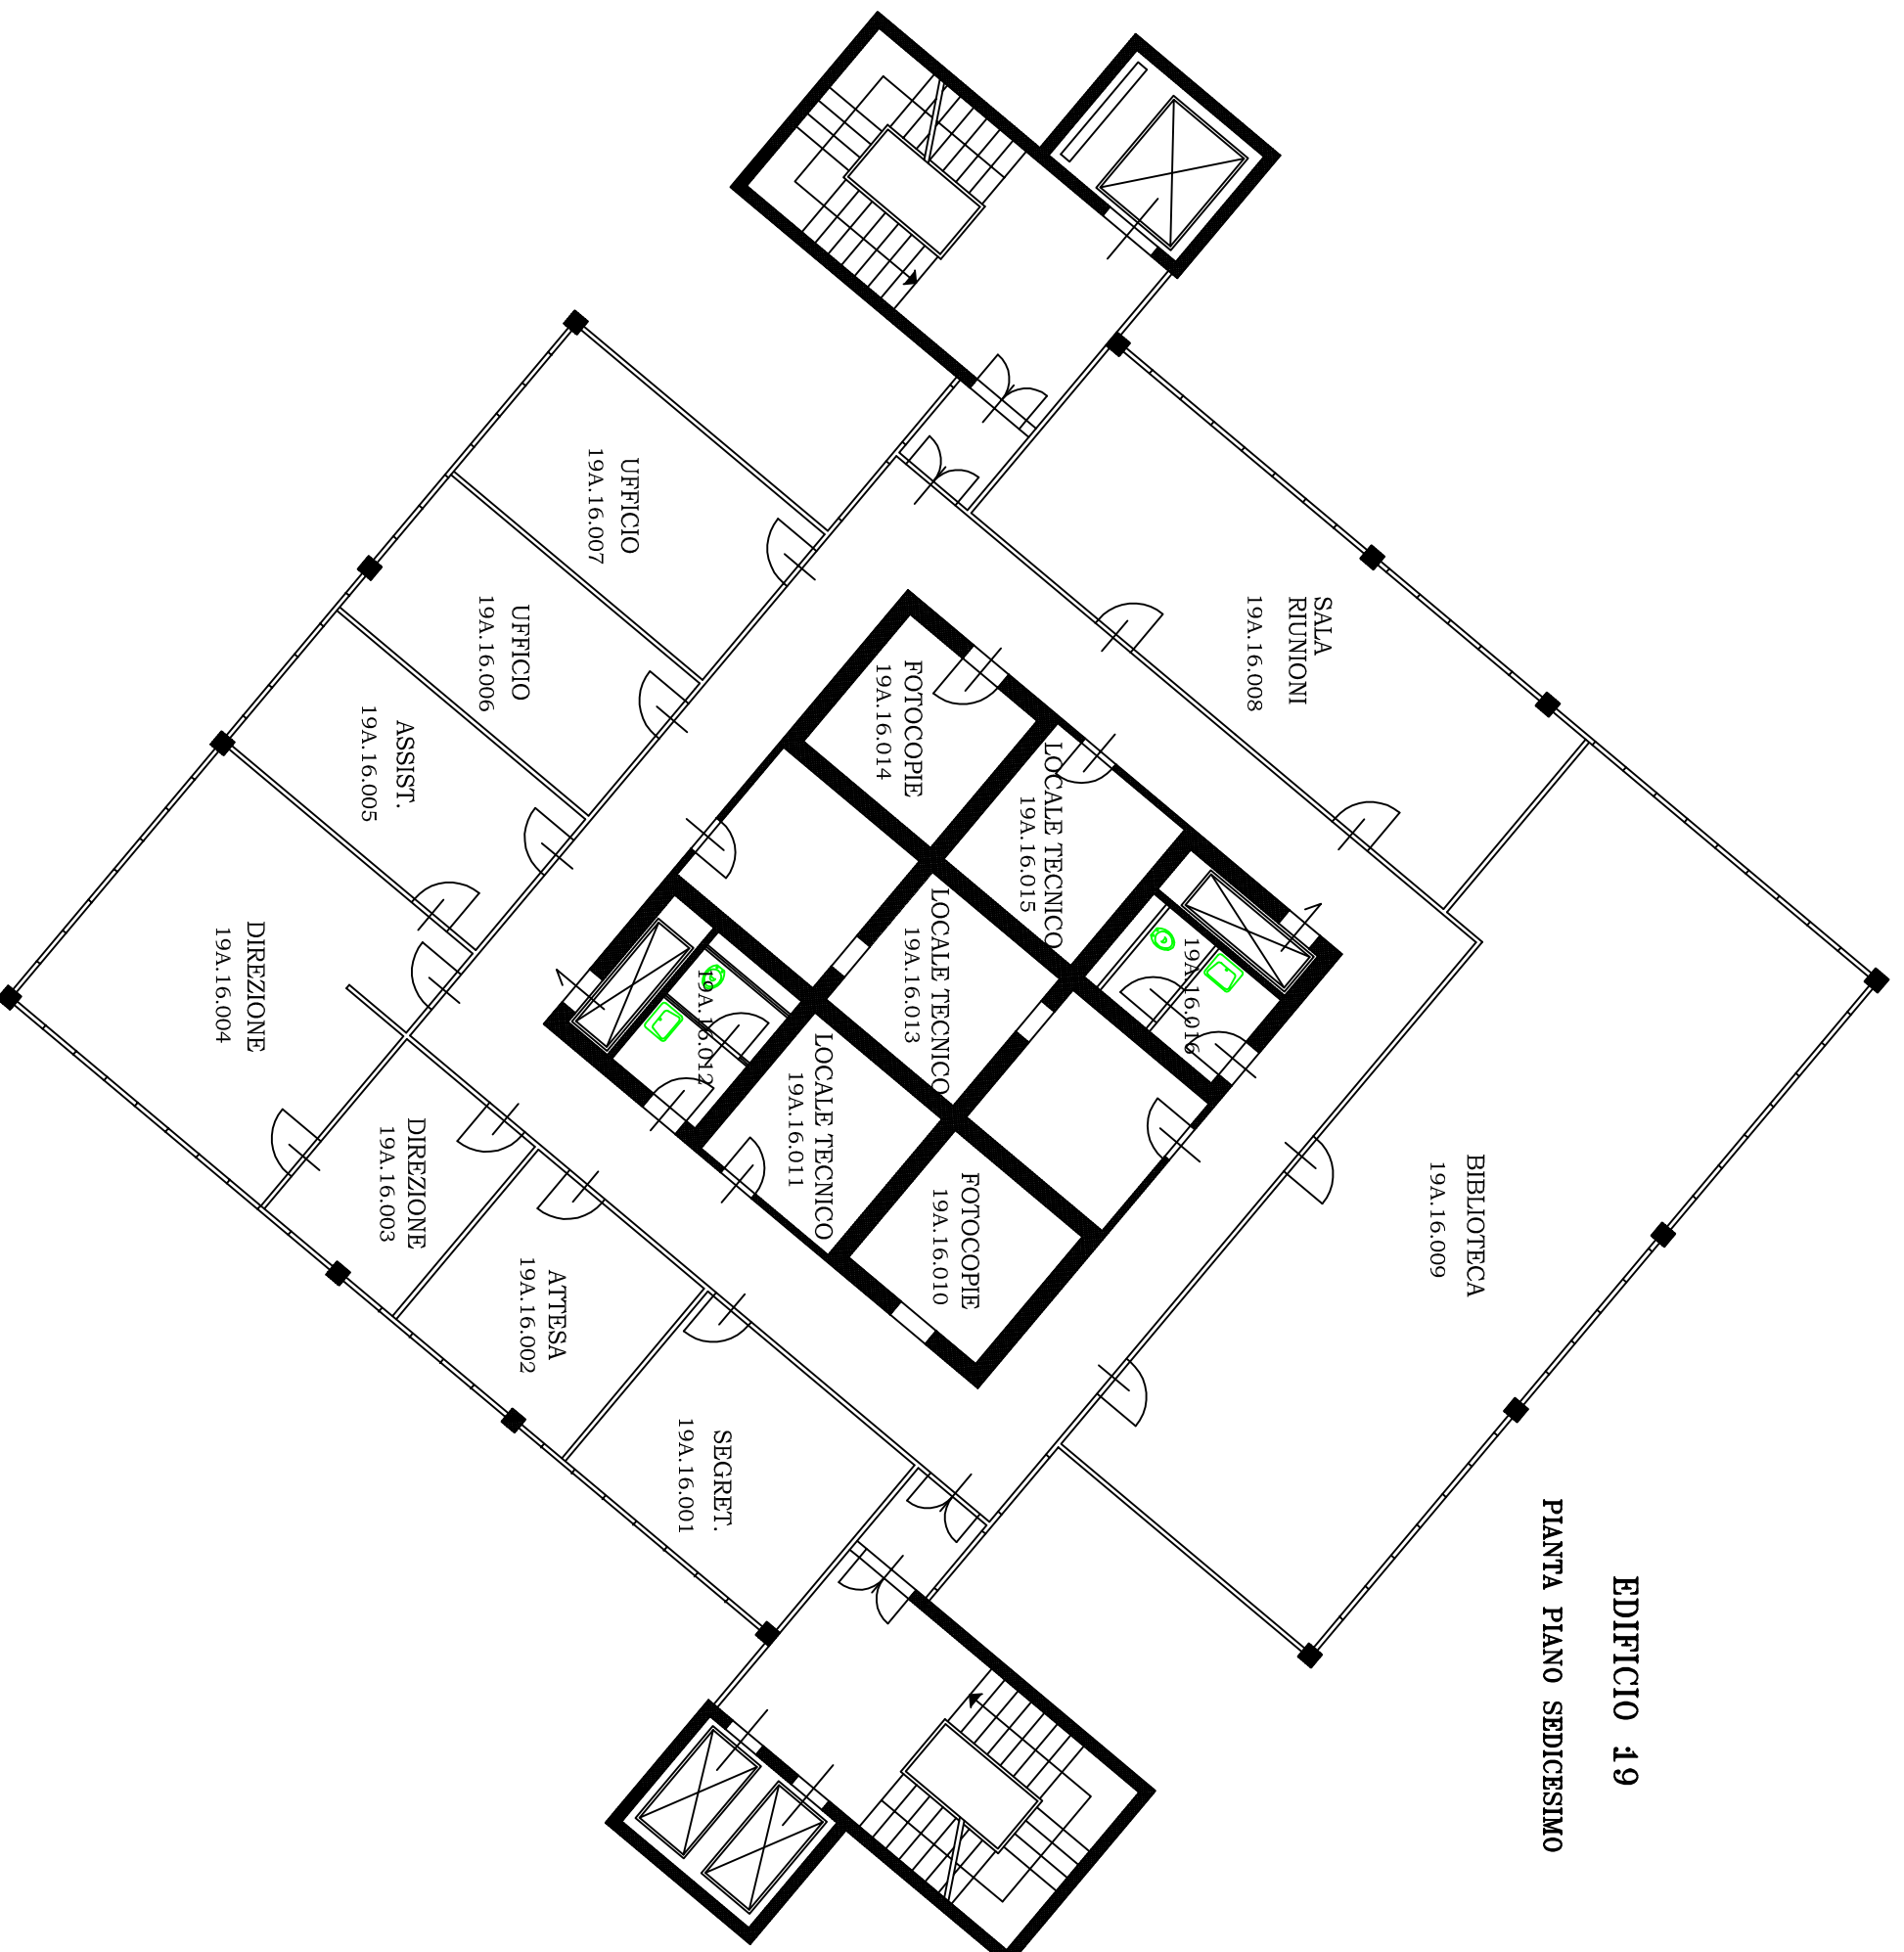 EDIFICIO 19
PIANTA PIANO SEDICESIMO
SALA
RIUNIONI
19A.16.008
BIBLIOTECA
19A.16.009
UFFICIO
19A.16.007
UFFICIO
19A.16.006
ASSIST.
19A.16.005
DIREZIONE
19A.16.004
DIREZIONE
19A.16.003
ATTESA
19A.16.002
SEGRET.
19A.16.001
FOTOCOPIE
19A.16.014
LOCALE TECNICO
19A.16.015
LOCALE TECNICO
19A.16.013
19A.16.016
19A.16.012
LOCALE TECNICO
19A.16.011
FOTOCOPIE
19A.16.010